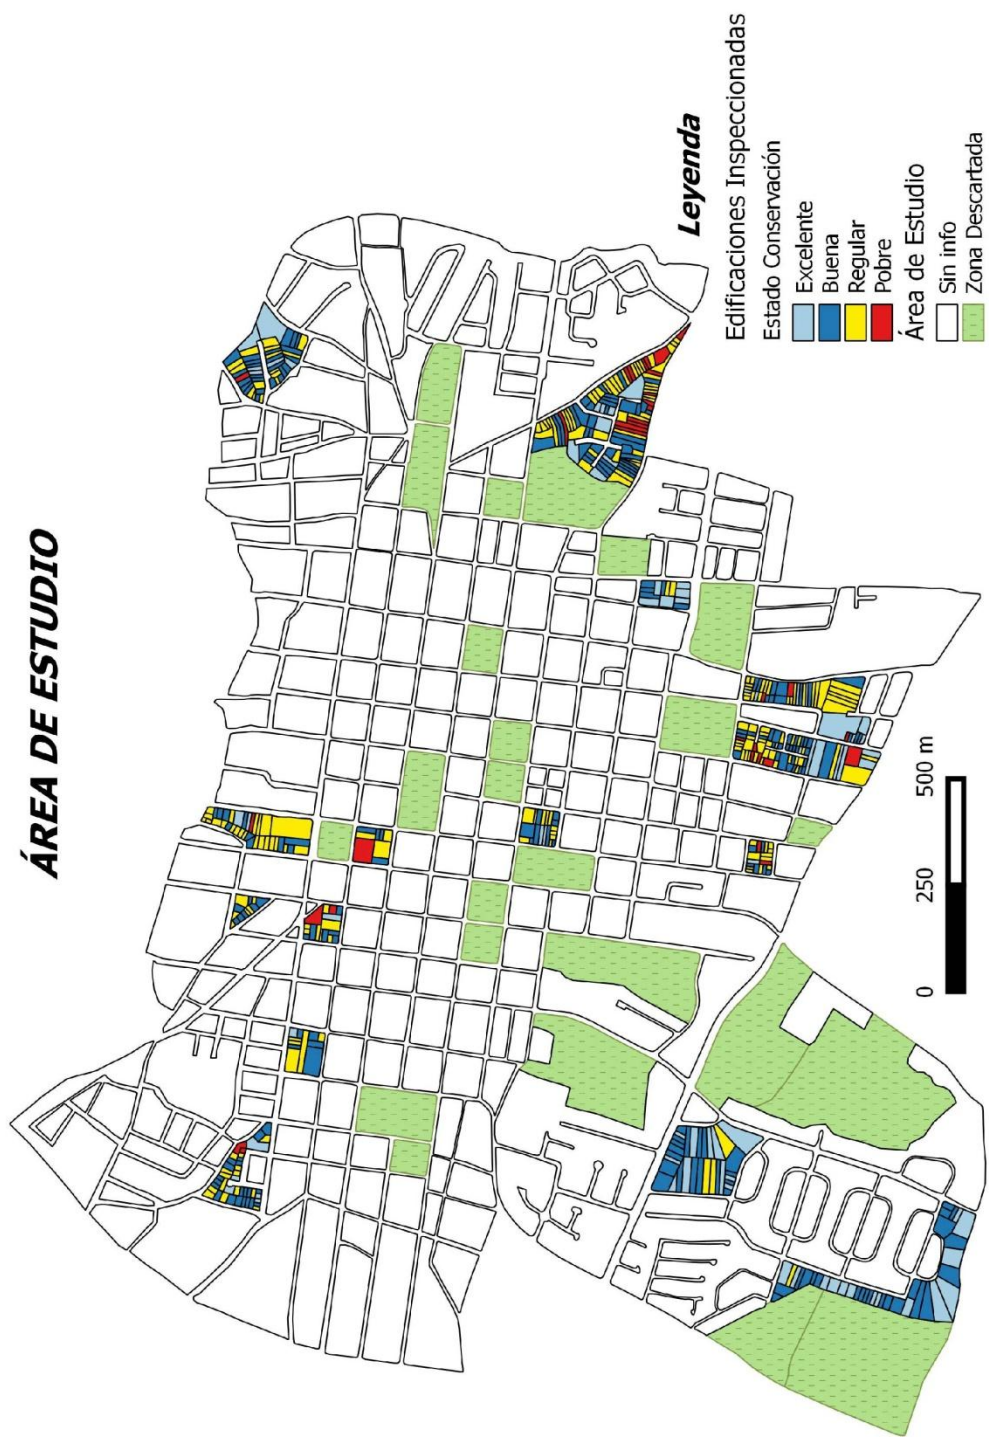 ÁREA DE ESTUDIO
Leyenda
Edificaciones Inspeccionadas
Estado Conservación
Excelente
Buena
Regular
Pobre
Área de Estudio
Sin info
Zona Descartada
0 250 500 m